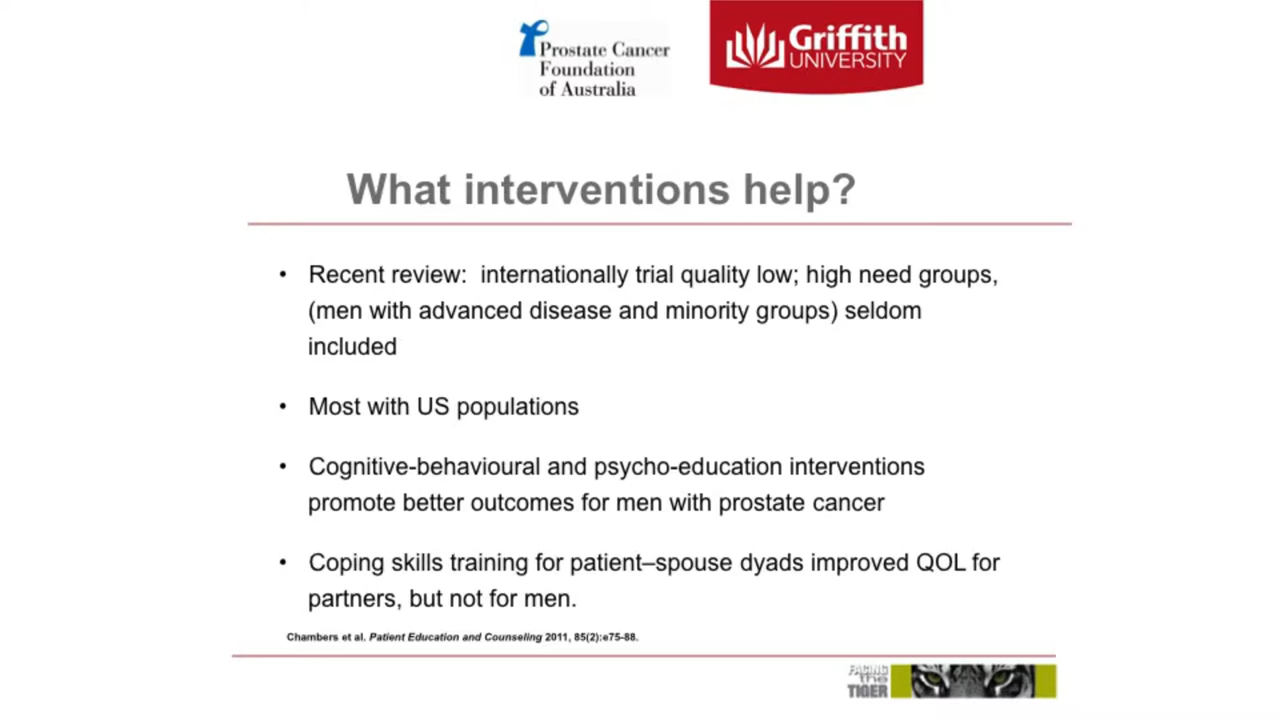 Prostate Cancer
Foundation
of Australia
Griffith
UNIVERSITY
What interventions help?
• Recent review:  internationally trial quality low; high need groups,
(men with advanced disease and minority groups) seldom
included
• Most with US populations
• Cognitive-behavioural and psycho-education interventions
promote better outcomes for men with prostate cancer
• Coping skills training for patient–spouse dyads improved QOL for
partners, but not for men.
Chambers et al. Patient Education and Counseling 2011, 85(2):e75-88.
FACING
the
TIGER